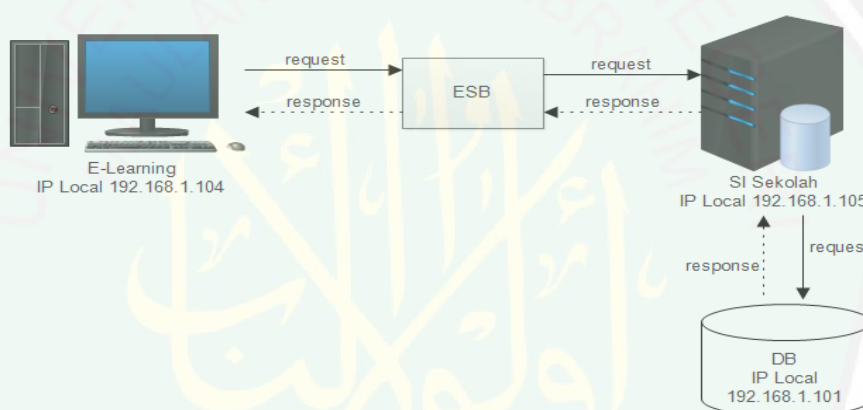 request
request
ESB
response
response
E-Learning
IP Local 192.168.1.104
SI Sekolah
IP Local 192.168.1.105
request
response
DB
IP Local
192.168.1.101